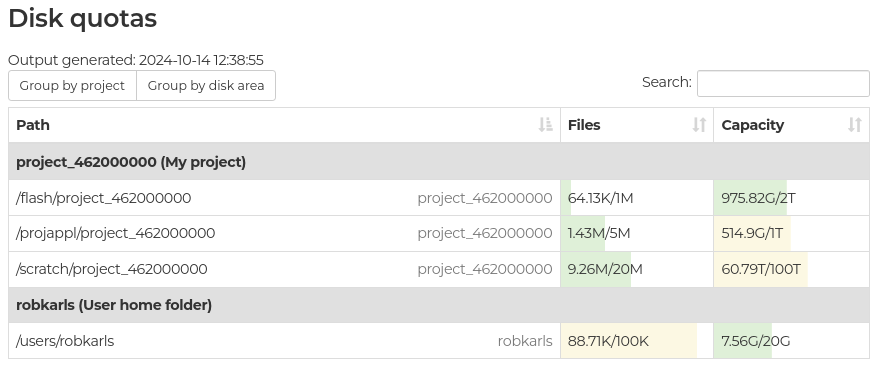 Disk quotas
Output generated: 2024-10-14 12:38:55
Group by project Group by disk area Search:
Path Files Capacity
project_462000000 (My project)
/flash/project_462000000 project_462000000 64.13K/1M 975.82G/2T
/projappl/project_462000000 project_462000000 1.43M/5M 514.9G/1T
/scratch/project_462000000 project_462000000 9.26M/20M 60.79T/100T
robkarls (User home folder)
/users/robkarls robkarls 88.71K/100K 7.56G/20G